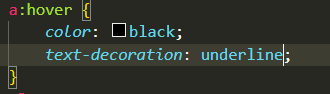 a:hover {
color: black;
text-decoration: underline;
}